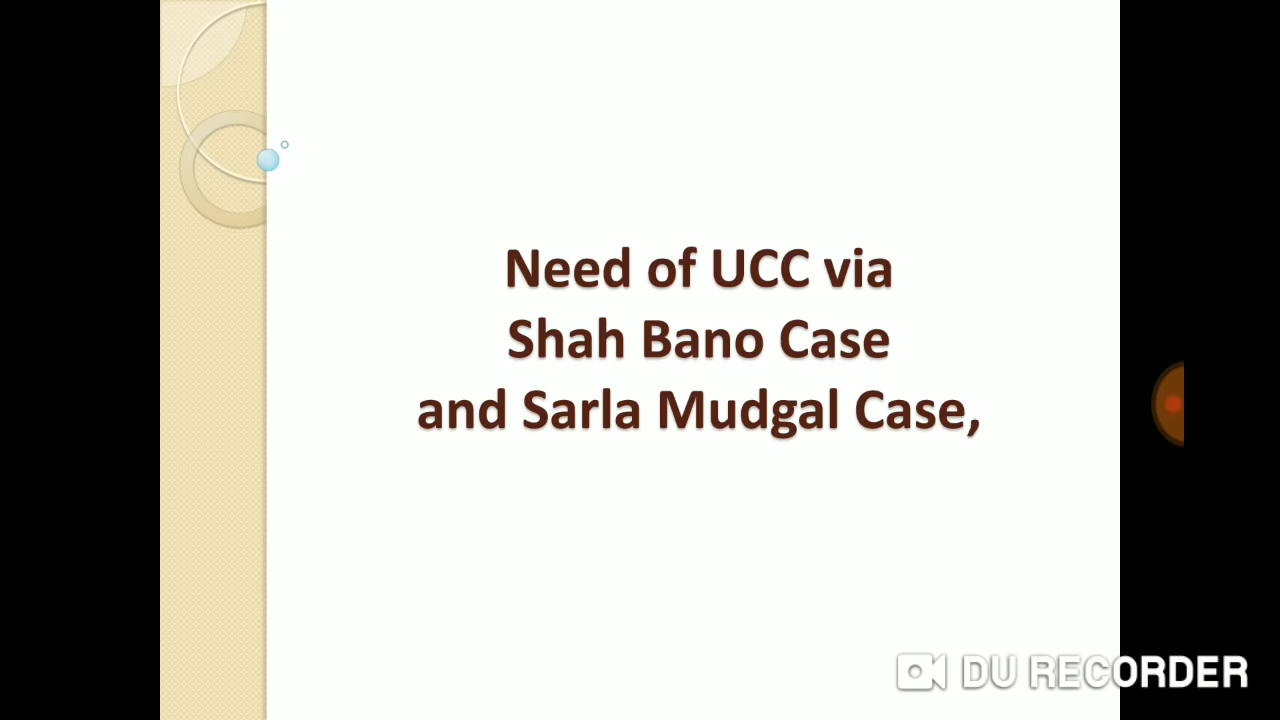 Need of UCC via
Shah Bano Case
and Sarla Mudgal Case,
DU RECORDER